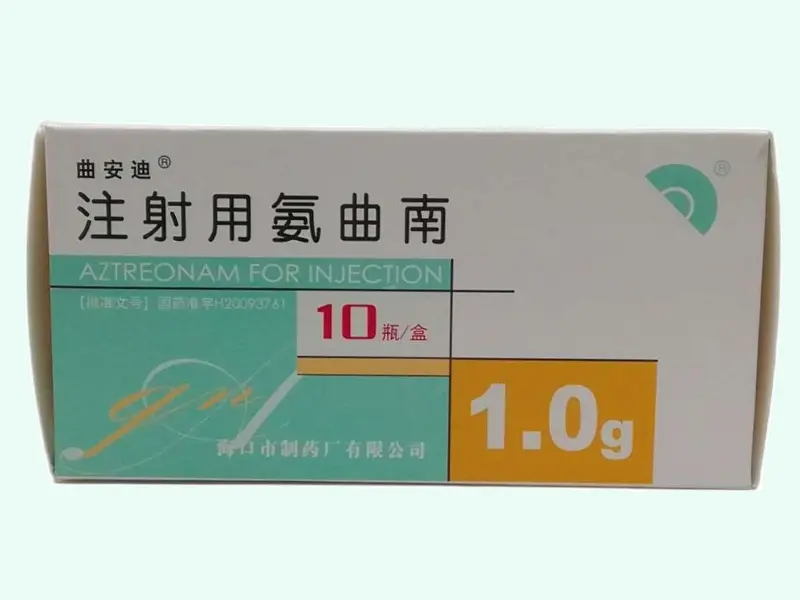 曲安迪®
注射用氨曲南
®
AZTREONAM FOR INJECTION
[批准文号] 国药准字H20093761
10瓶/盒
1.0g
海口市制药厂有限公司